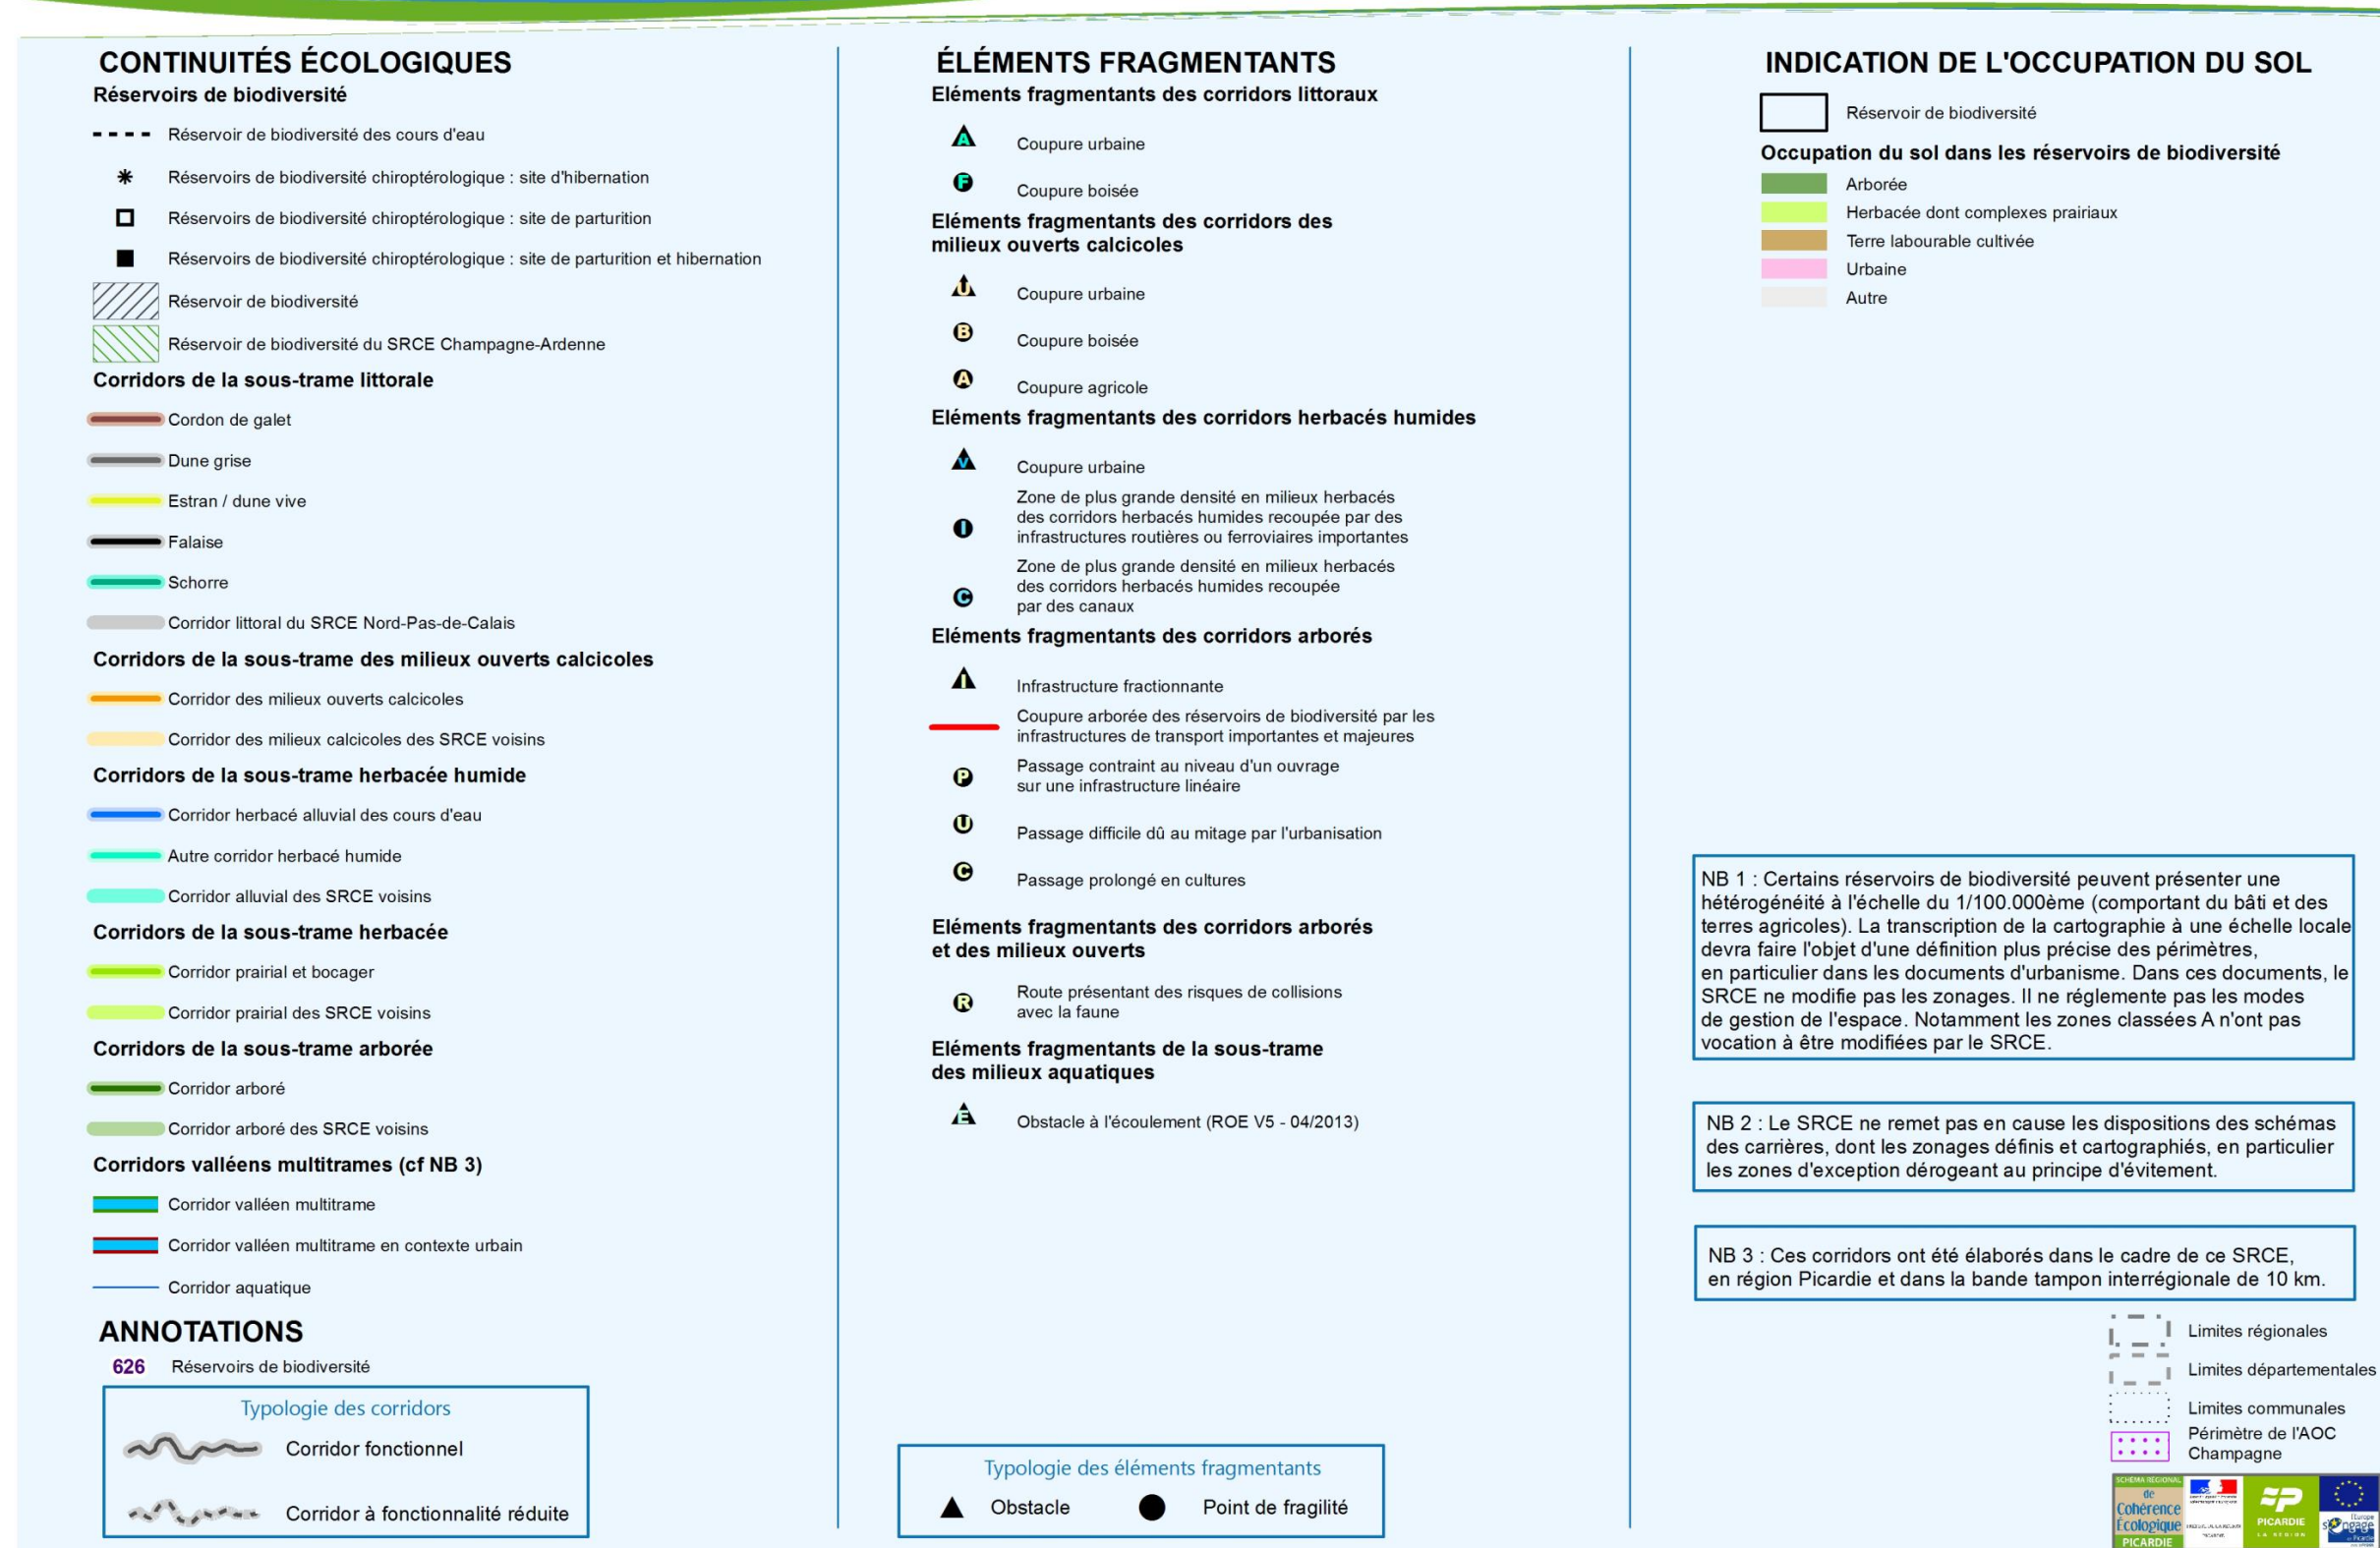 CONTINUITÉS ÉCOLOGIQUES
Réservoirs de biodiversité
Réservoir de biodiversité des cours d'eau
Réservoirs de biodiversité chiroptérologique : site d'hibernation
Réservoirs de biodiversité chiroptérologique : site de parturition
Réservoirs de biodiversité chiroptérologique : site de parturition et hibernation
Réservoir de biodiversité
Réservoir de biodiversité du SRCE Champagne-Ardenne
Corridors de la sous-trame littorale
Cordon de galet
Dune grise
Estran / dune vive
Falaise
Schorre
Corridor littoral du SRCE Nord-Pas-de-Calais
Corridors de la sous-trame des milieux ouverts calcicoles
Corridor des milieux ouverts calcicoles
Corridor des milieux calcicoles des SRCE voisins
Corridors de la sous-trame herbacée humide
Corridor herbacé alluvial des cours d'eau
Autre corridor herbacé humide
Corridor alluvial des SRCE voisins
Corridors de la sous-trame herbacée
Corridor prairial et bocager
Corridor prairial des SRCE voisins
Corridors de la sous-trame arborée
Corridor arboré
Corridor arboré des SRCE voisins
Corridors valléens multitrames (cf NB 3)
Corridor valléen multitrame
Corridor valléen multitrame en contexte urbain
Corridor aquatique
ANNOTATIONS
626 Réservoirs de biodiversité
Typologie des corridors
Corridor fonctionnel
Corridor à fonctionnalité réduite
ÉLÉMENTS FRAGMENTANTS
Eléments fragmentants des corridors littoraux
A Coupure urbaine
F Coupure boisée
Eléments fragmentants des corridors des
milieux ouverts calcicoles
U Coupure urbaine
B Coupure boisée
A Coupure agricole
Eléments fragmentants des corridors herbacés humides
V Coupure urbaine
Zone de plus grande densité en milieux herbacés
des corridors herbacés humides recoupée par des
I infrastructures routières ou ferroviaires importantes
Zone de plus grande densité en milieux herbacés
des corridors herbacés humides recoupée
C par des canaux
Eléments fragmentants des corridors arborés
I Infrastructure fractionnante
Coupure arborée des réservoirs de biodiversité par les
infrastructures de transport importantes et majeures
P Passage contraint au niveau d'un ouvrage
sur une infrastructure linéaire
U Passage difficile dû au mitage par l'urbanisation
C Passage prolongé en cultures
Eléments fragmentants des corridors arborés
et des milieux ouverts
R Route présentant des risques de collisions
avec la faune
Eléments fragmentants de la sous-trame
des milieux aquatiques
E Obstacle à l'écoulement (ROE V5 - 04/2013)
Typologie des éléments fragmentants
Obstacle Point de fragilité
INDICATION DE L'OCCUPATION DU SOL
Réservoir de biodiversité
Occupation du sol dans les réservoirs de biodiversité
Arborée
Herbacée dont complexes prairiaux
Terre labourable cultivée
Urbaine
Autre
NB 1 : Certains réservoirs de biodiversité peuvent présenter une
hétérogénéité à l'échelle du 1/100.000ème (comportant du bâti et des
terres agricoles). La transcription de la cartographie à une échelle locale
devra faire l'objet d'une définition plus précise des périmètres,
en particulier dans les documents d'urbanisme. Dans ces documents, le
SRCE ne modifie pas les zonages. Il ne réglemente pas les modes
de gestion de l'espace. Notamment les zones classées A n'ont pas
vocation à être modifiées par le SRCE.
NB 2 : Le SRCE ne remet pas en cause les dispositions des schémas
des carrières, dont les zonages définis et cartographiés, en particulier
les zones d'exception dérogeant au principe d'évitement.
NB 3 : Ces corridors ont été élaborés dans le cadre de ce SRCE,
en région Picardie et dans la bande tampon interrégionale de 10 km.
Limites régionales
Limites départementales
Limites communales
Périmètre de l'AOC
Champagne
SCHÉMA RÉGIONAL
de
Cohérence
Écologique
PICARDIE
PICARDIE
LA RÉGION
l'Europe
s'engage